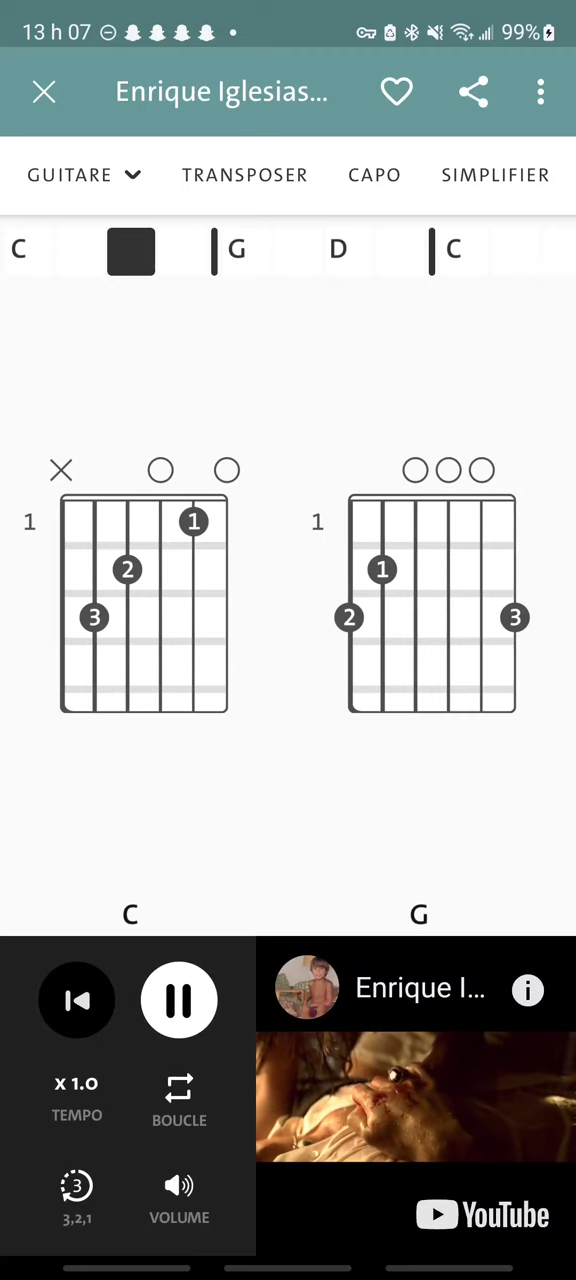 13 h 07 99%
Enrique Iglesias...
GUITARE TRANSPOSER CAPO SIMPLIFIER
C G D C
1 1 1
2 1
3 2 3
C G
Enrique I...
i
x 1.0
TEMPO BOUCLE
3
3,2,1 VOLUME
YouTube